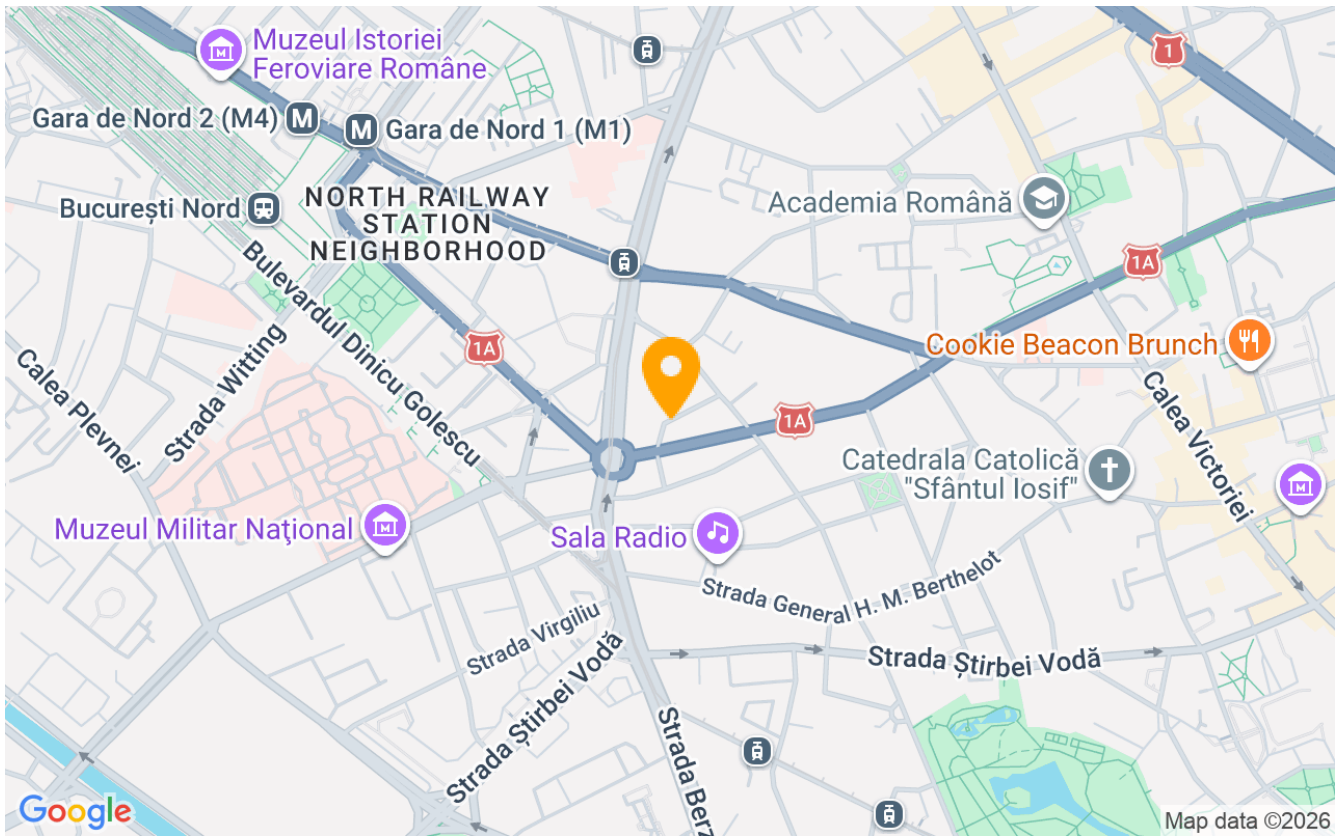 1
Muzeul Istoriei
Feroviare Române
Gara de Nord 2 (M4)
M
M
Gara de Nord 1 (M1)
București Nord
NORTH RAILWAY
STATION
NEIGHBORHOOD
Academia Română
1A
Bulevardul Dinicu Golescu
Strada Witting
Calea Plevnei
1A
Cookie Beacon Brunch
Calea Victoriei
1A
Catedrala Catolică
"Sfântul Iosif"
Muzeul Militar Naţional
Sala Radio
Strada General H. M. Berthelot
Strada Virgiliu
Strada Știrbei Vodă
Strada Știrbei Vodă
Strada Berz
Google
Map data ©2026